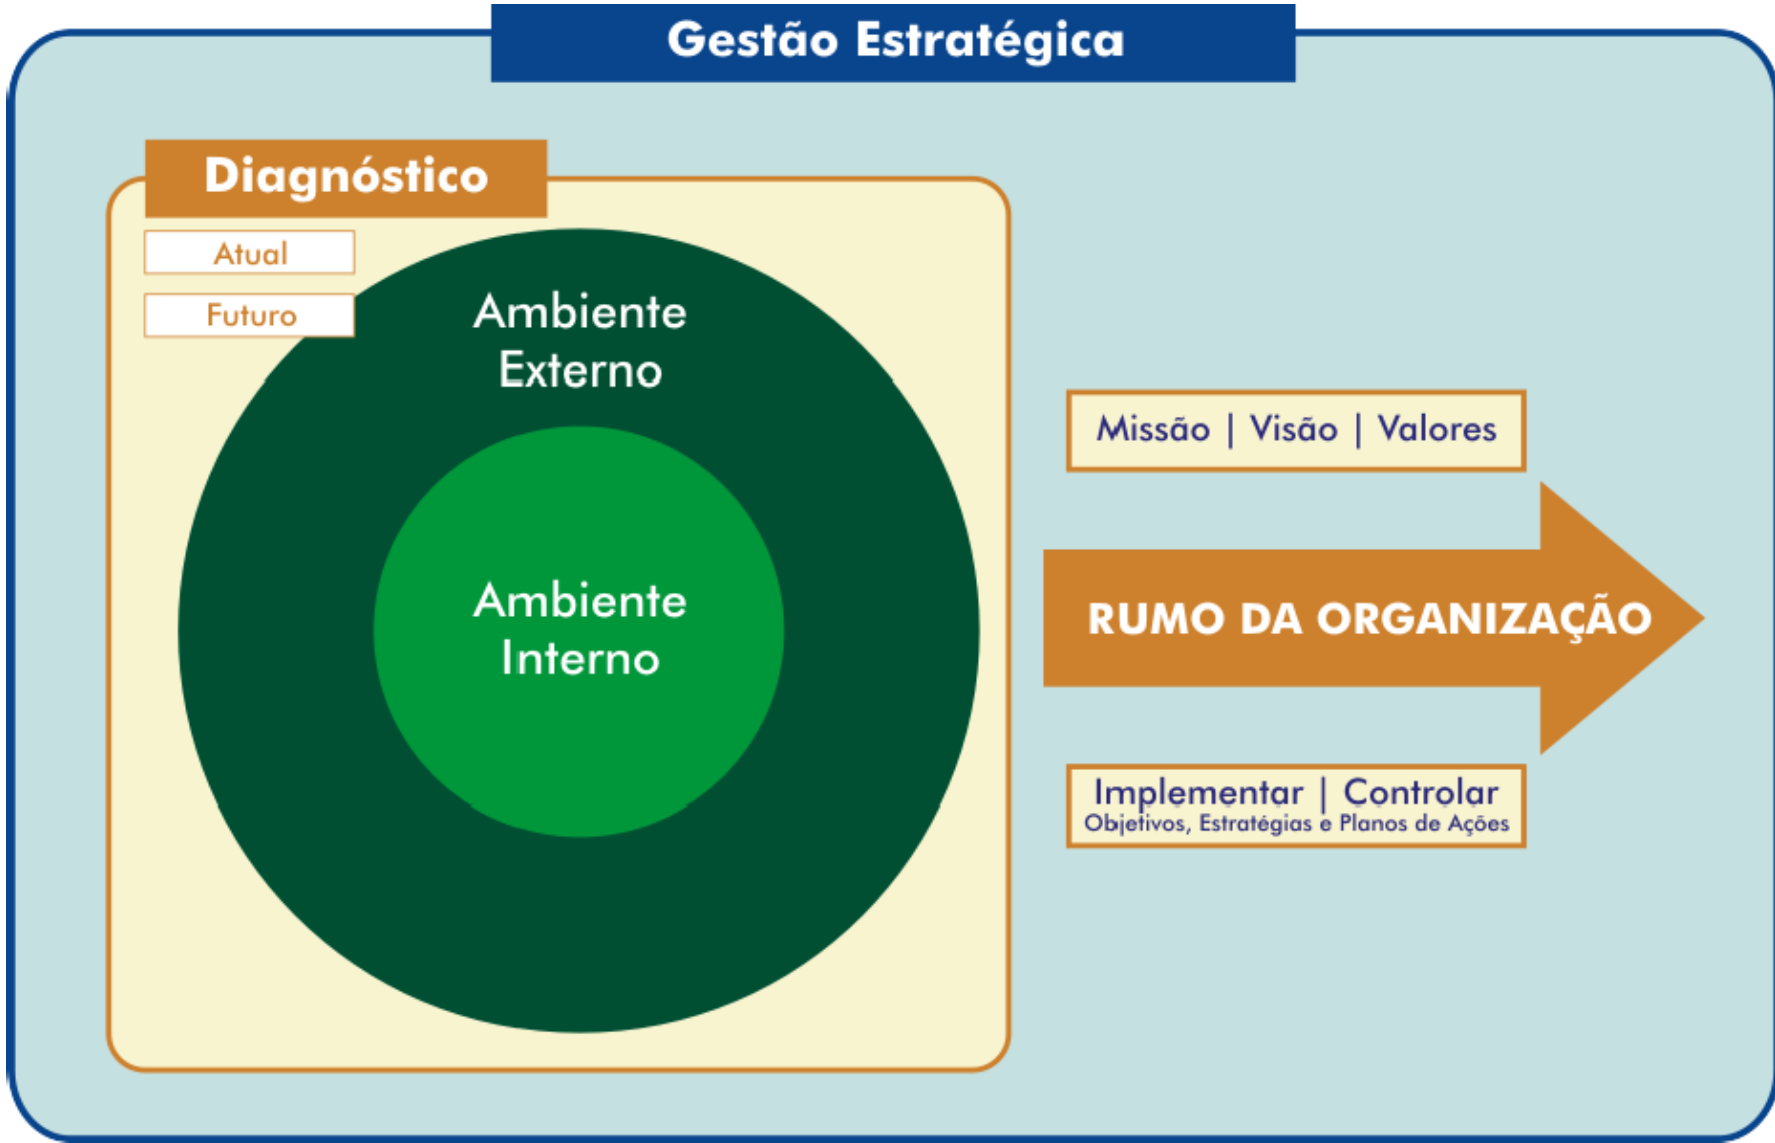 Gestão Estratégica
Diagnóstico
Atual
Futuro
Ambiente
Externo
Ambiente
Interno
Missão | Visão | Valores
RUMO DA ORGANIZAÇÃO
Implementar | Controlar
Objetivos, Estratégias e Planos de Ações